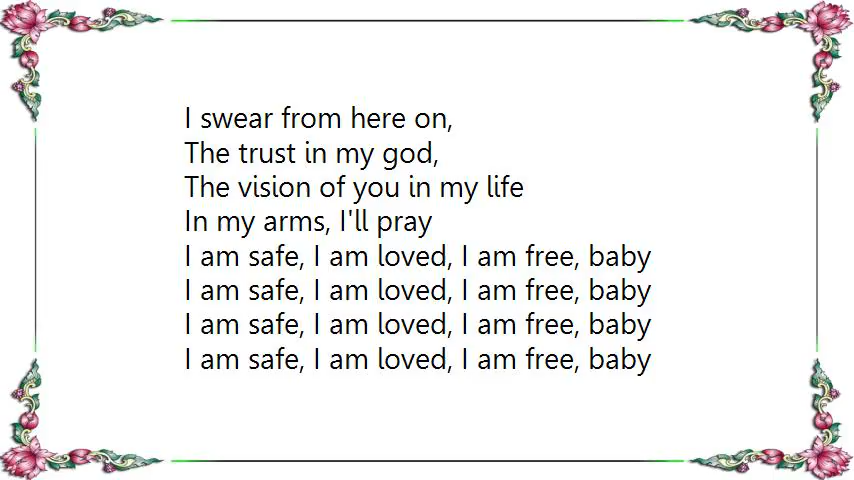 I swear from here on,
The trust in my god,
The vision of you in my life
In my arms, I'll pray
I am safe, I am loved, I am free, baby
I am safe, I am loved, I am free, baby
I am safe, I am loved, I am free, baby
I am safe, I am loved, I am free, baby